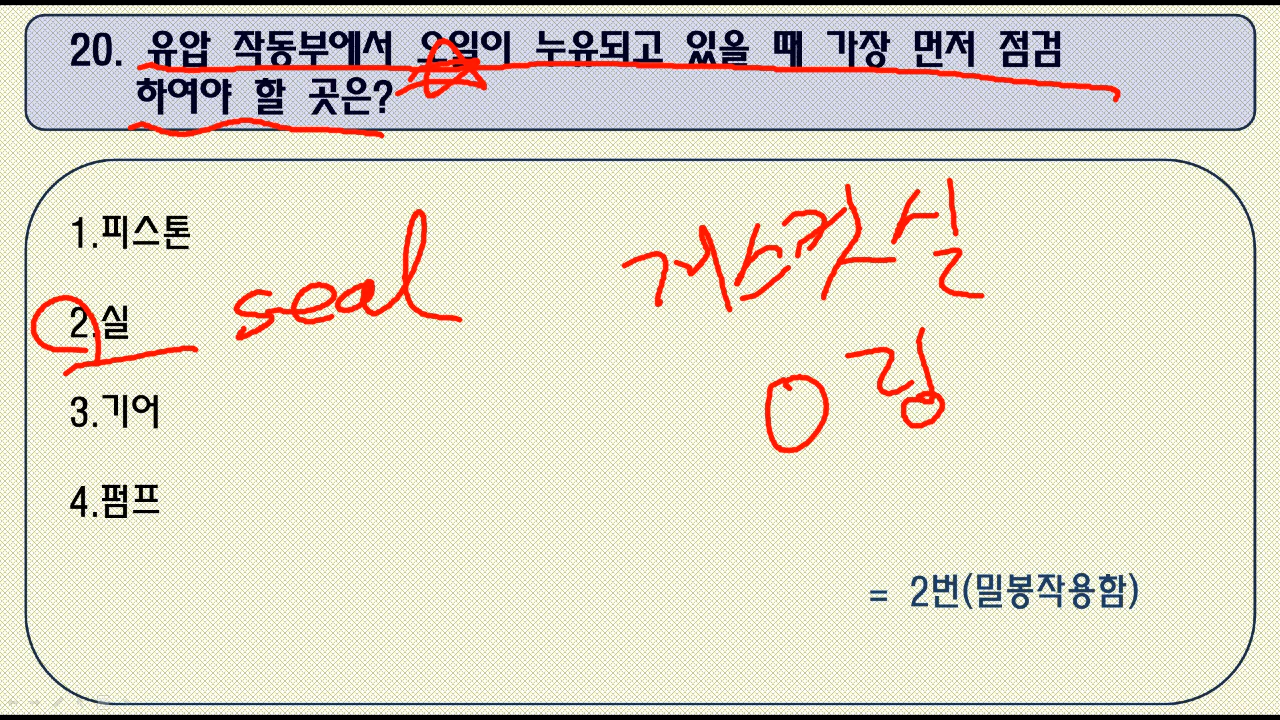 20. 유압 작동부에서 오일이 누유되고 있을 때 가장 먼저 점검
하여야 할 곳은?
1.피스톤
2.실
seal
개스킷실
3.기어
O링
4.펌프
= 2번(밀봉작용함)